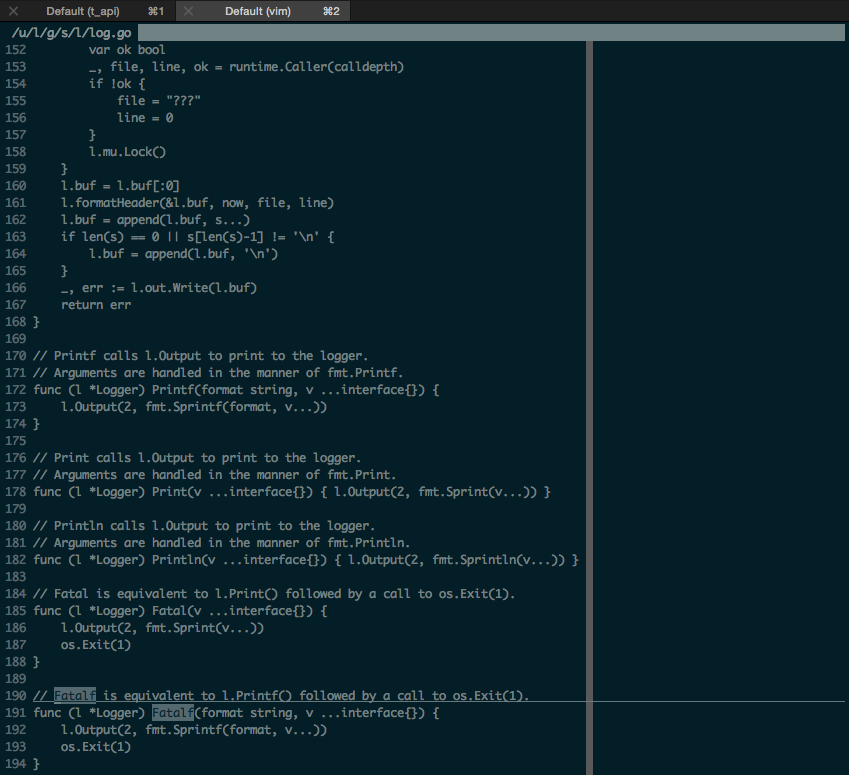 Default (t_api) ⌘1 Default (vim) ⌘2
/u/l/g/s/l/log.go
152         var ok bool
153         _, file, line, ok = runtime.Caller(calldepth)
154         if !ok {
155             file = "???"
156             line = 0
157         }
158         l.mu.Lock()
159     }
160     l.buf = l.buf[:0]
161     l.formatHeader(&l.buf, now, file, line)
162     l.buf = append(l.buf, s...)
163     if len(s) == 0 || s[len(s)-1] != '\n' {
164         l.buf = append(l.buf, '\n')
165     }
166     _, err := l.out.Write(l.buf)
167     return err
168 }
169
170 // Printf calls l.Output to print to the logger.
171 // Arguments are handled in the manner of fmt.Printf.
172 func (l *Logger) Printf(format string, v ...interface{}) {
173     l.Output(2, fmt.Sprintf(format, v...))
174 }
175
176 // Print calls l.Output to print to the logger.
177 // Arguments are handled in the manner of fmt.Print.
178 func (l *Logger) Print(v ...interface{}) { l.Output(2, fmt.Sprint(v...)) }
179
180 // Println calls l.Output to print to the logger.
181 // Arguments are handled in the manner of fmt.Println.
182 func (l *Logger) Println(v ...interface{}) { l.Output(2, fmt.Sprintln(v...)) }
183
184 // Fatal is equivalent to l.Print() followed by a call to os.Exit(1).
185 func (l *Logger) Fatal(v ...interface{}) {
186     l.Output(2, fmt.Sprint(v...))
187     os.Exit(1)
188 }
189
190 // Fatalf is equivalent to l.Printf() followed by a call to os.Exit(1).
191 func (l *Logger) Fatalf(format string, v ...interface{}) {
192     l.Output(2, fmt.Sprintf(format, v...))
193     os.Exit(1)
194 }